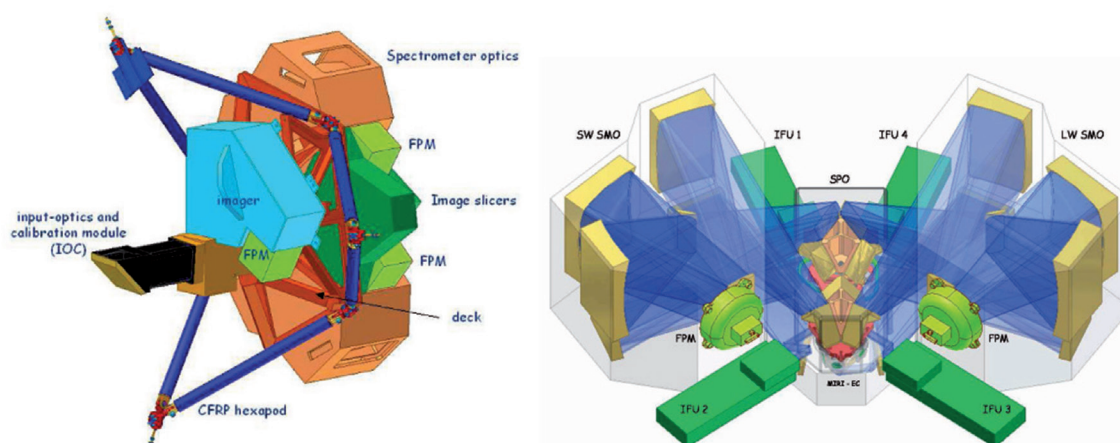 Spectrometer optics
FPM
imager
Image slicers
input-optics and
calibration module
(IOC)
FPM
FPM
deck
CFRP hexapod
SW SMO
IFU 1
IFU 4
LW SMO
SPO
FPM
FPM
MIRI - EC
IFU 2
IFU 3